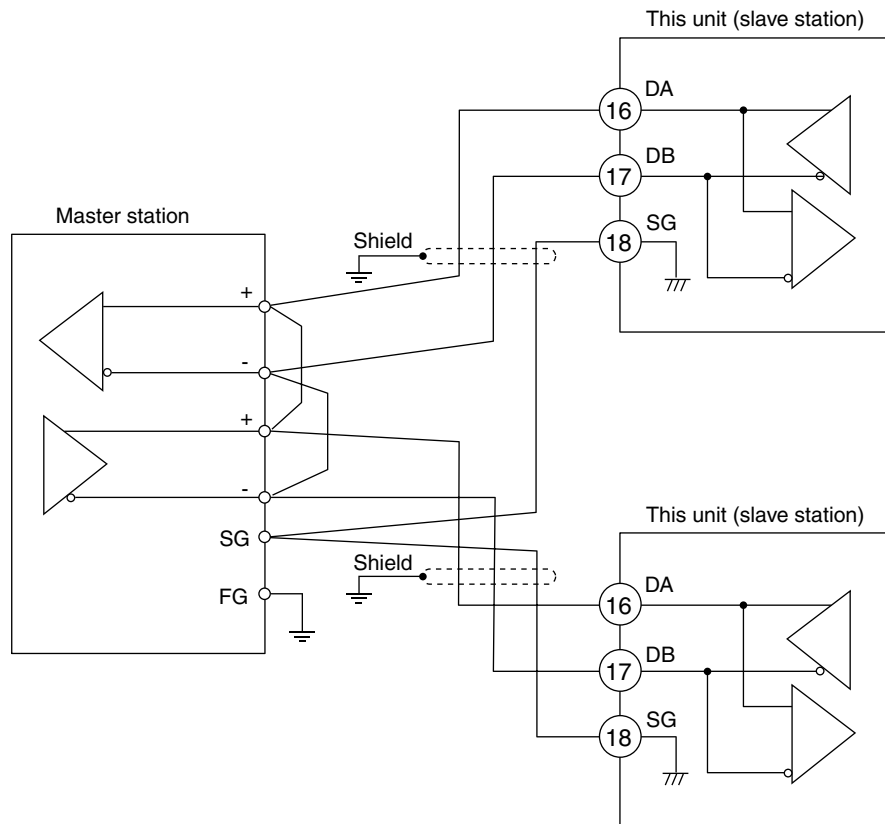 This unit (slave station)
DA
16
DB
17
SG
18
Master station
Shield
+
-
+
-
SG
FG
Shield
This unit (slave station)
DA
16
DB
17
SG
18